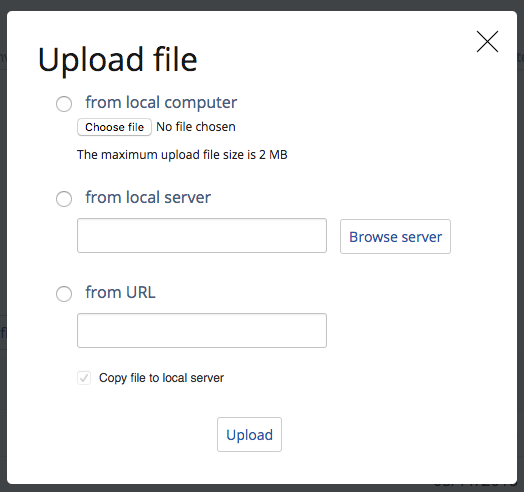 Upload file
from local computer
Choose file No file chosen
The maximum upload file size is 2 MB
from local server
Browse server
from URL
Copy file to local server
Upload